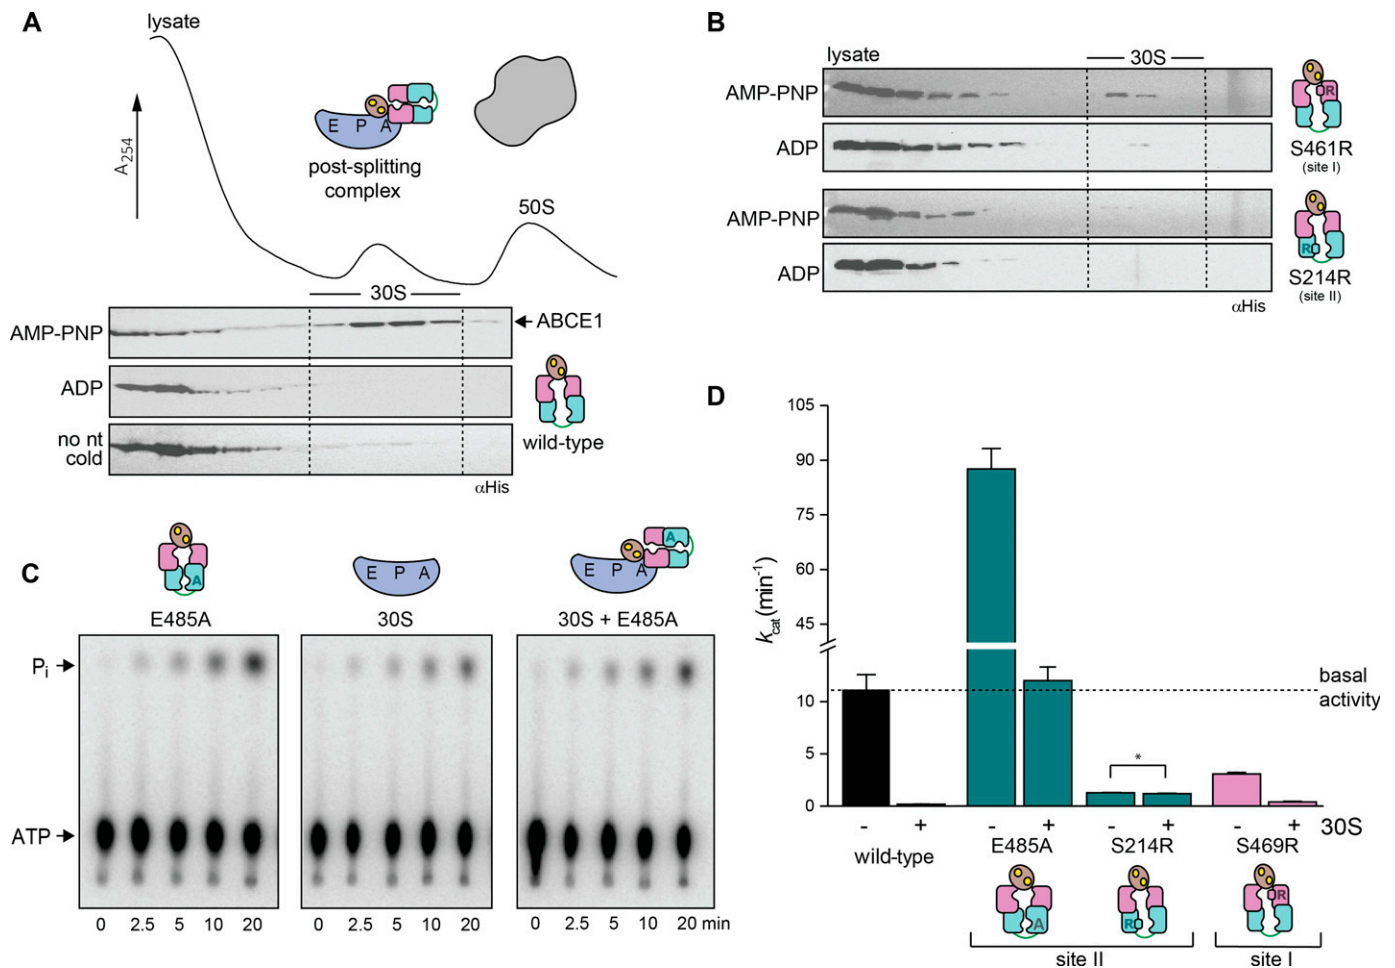 A
lysate
A254
E P A
post-splitting
complex
50S
30S
AMP-PNP
ABCE1
ADP
no nt
cold
wild-type
αHis
B
lysate
30S
AMP-PNP
R
ADP
S461R
(site I)
AMP-PNP
R
ADP
S214R
(site II)
αHis
C
A
E P A
A
E P A
E485A
30S
30S + E485A
Pi
ATP
0 2.5 5 10 20
0 2.5 5 10 20
0 2.5 5 10 20 min
D
kcat (min-1)
105
90
75
60
45
10
5
0
basal
activity
*
- + - + - + - + 30S
wild-type
E485A
S214R
S469R
A
R
R
site II
site I